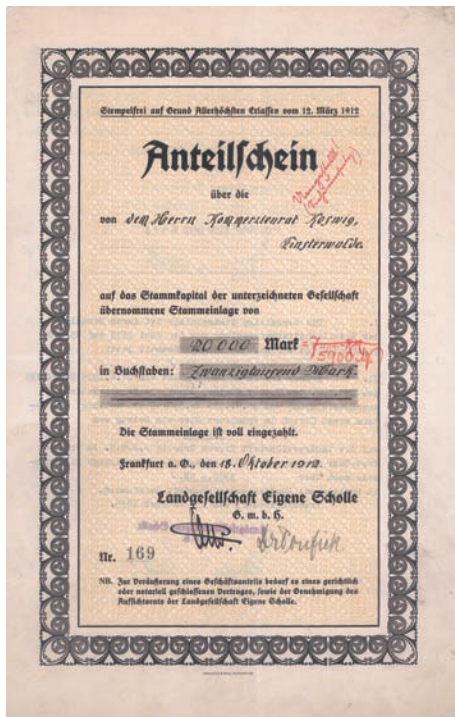 Stempelfrei auf Grund Allerhöchsten Erlasses vom 12. März 1912
Anteilschein
über die
von dem Herrn Kommerzienrat Koswig,
Finsterwalde.
auf das Stammkapital der unterzeichneten Gesellschaft
übernommene Stammeinlage von
20 000 Mark
5900
in Buchstaben: Zwanzigtausend Mark.
Die Stammeinlage ist voll eingezahlt.
Frankfurt a. O., den 18. Oktober 1912
Landgesellschaft Eigene Scholle
G. m. b. H.
Nr. 169
NB. Zur Veräußerung eines Geschäftsanteils bedarf es eines gerichtlich
oder notariell geschlossenen Vertrages, sowie der Genehmigung des
Aufsichtsrats der Landgesellschaft Eigene Scholle.